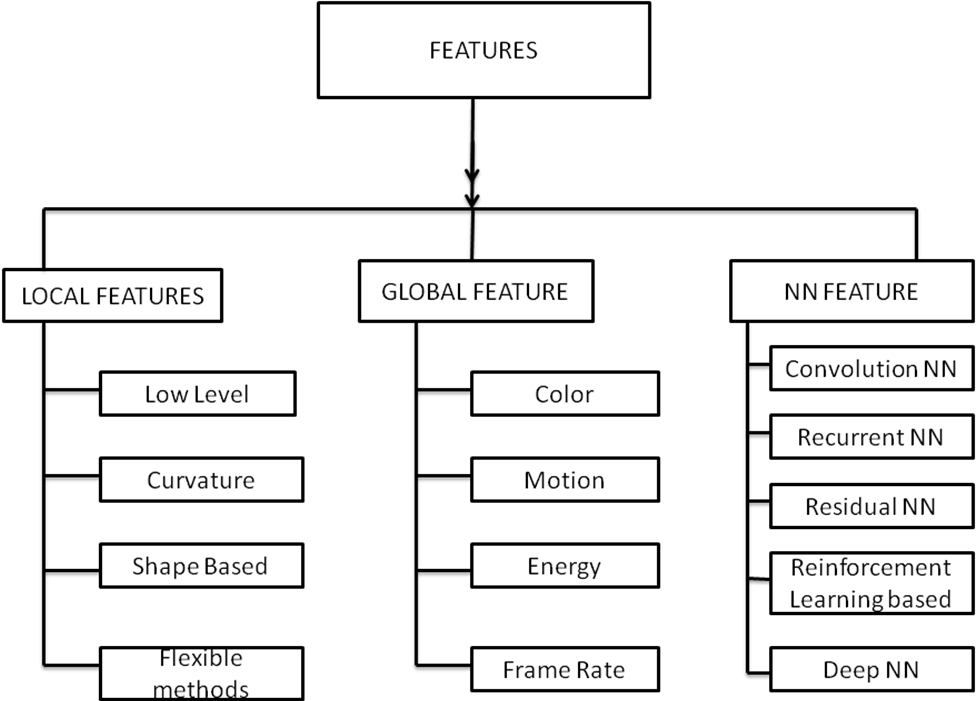 FEATURES
LOCAL FEATURES
Low Level
Curvature
Shape Based
Flexible
methods
GLOBAL FEATURE
Color
Motion
Energy
Frame Rate
NN FEATURE
Convolution NN
Recurrent NN
Residual NN
Reinforcement
Learning based
Deep NN